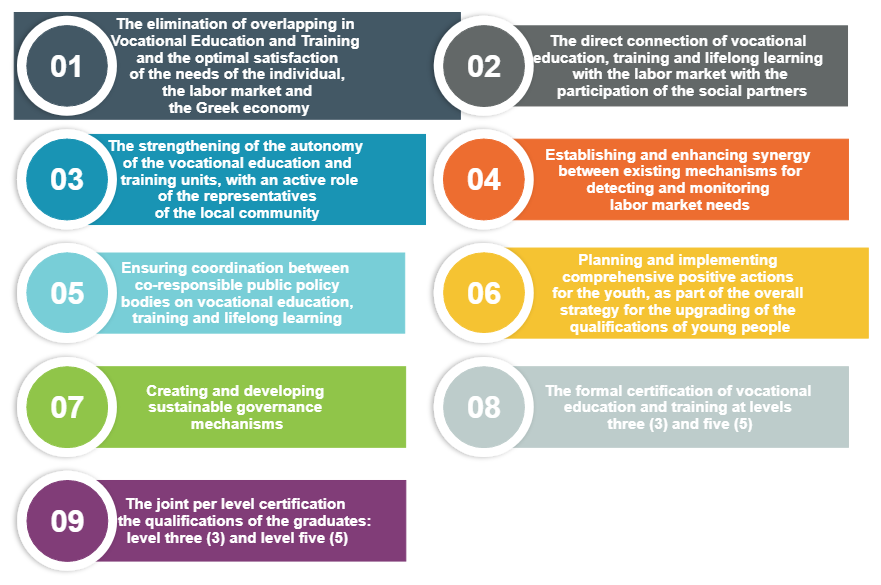 01
The elimination of overlapping in
Vocational Education and Training
and the optimal satisfaction
of the needs of the individual,
the labor market and
the Greek economy
02
The direct connection of vocational
education, training and lifelong learning
with the labor market with the
participation of the social partners
03
The strengthening of the autonomy
of the vocational education and
training units, with an active role
of the representatives
of the local community
04
Establishing and enhancing synergy
between existing mechanisms for
detecting and monitoring
labor market needs
05
Ensuring coordination between
co-responsible public policy
bodies on vocational education,
training and lifelong learning
06
Planning and implementing
comprehensive positive actions
for the youth, as part of the overall
strategy for the upgrading of the
qualifications of young people
07
Creating and developing
sustainable governance
mechanisms
08
The formal certification of vocational
education and training at levels
three (3) and five (5)
09
The joint per level certification
the qualifications of the graduates:
level three (3) and level five (5)